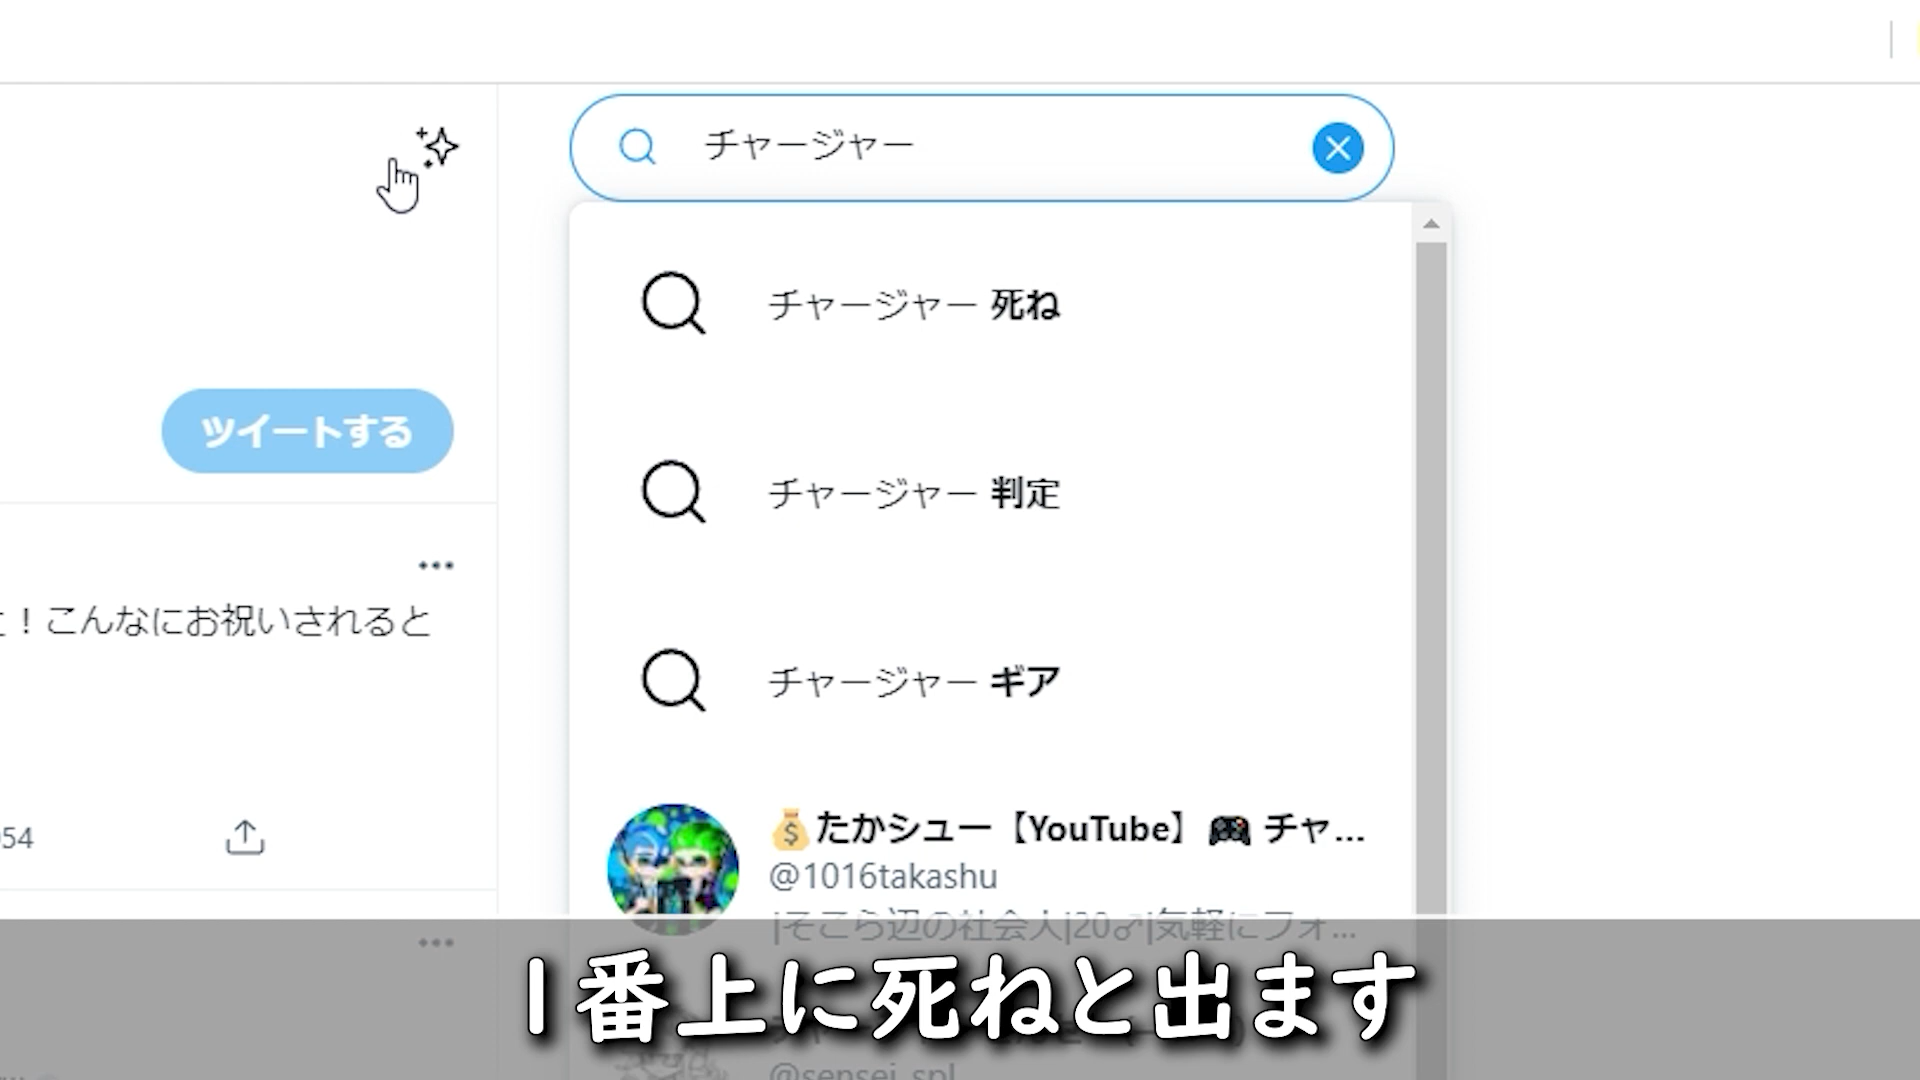 チャージャー
チャージャー 死ね
チャージャー 判定
チャージャー ギア
💰たかシュー【YouTube】🎮 チャ...
@1016takashu
|そこら辺の社会人|20♂|気軽にフォ...
ツイートする
！こんなにお祝いされると
54
@sensei_spl
1番上に死ねと出ます